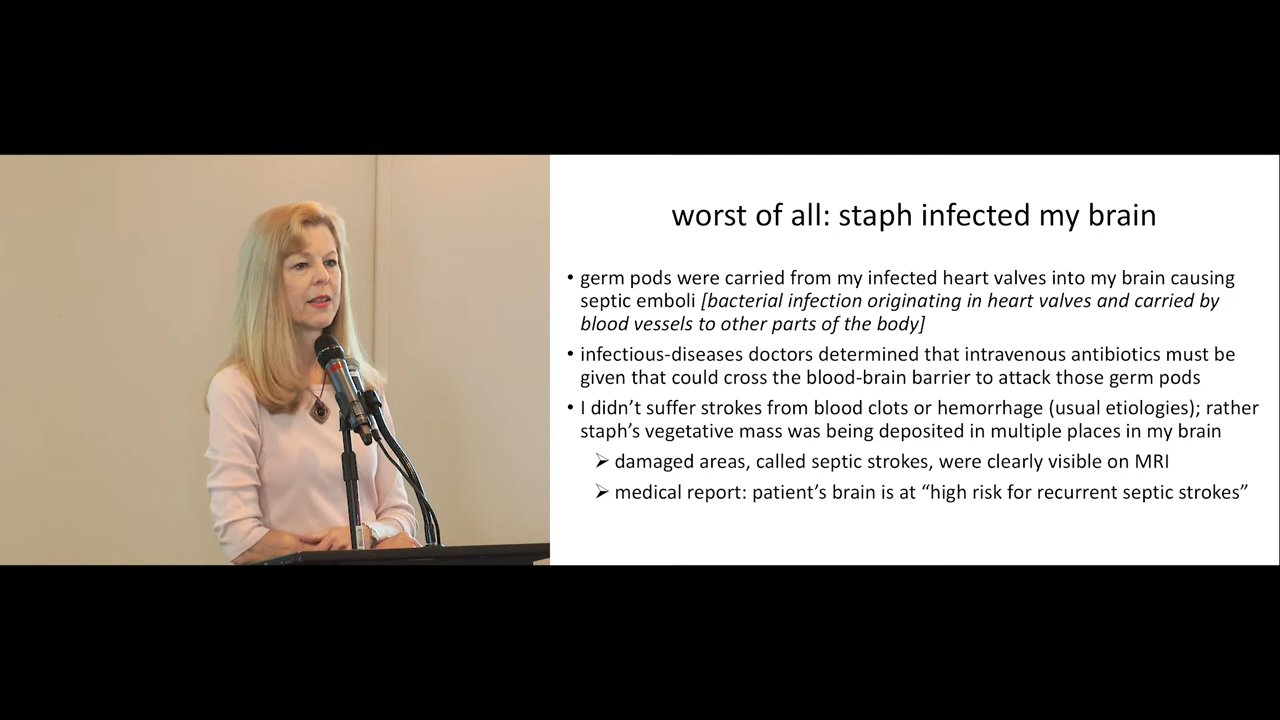 worst of all: staph infected my brain
• germ pods were carried from my infected heart valves into my brain causing
septic emboli [bacterial infection originating in heart valves and carried by
blood vessels to other parts of the body]
• infectious-diseases doctors determined that intravenous antibiotics must be
given that could cross the blood-brain barrier to attack those germ pods
• I didn’t suffer strokes from blood clots or hemorrhage (usual etiologies); rather
staph’s vegetative mass was being deposited in multiple places in my brain
➢ damaged areas, called septic strokes, were clearly visible on MRI
➢ medical report: patient’s brain is at “high risk for recurrent septic strokes”